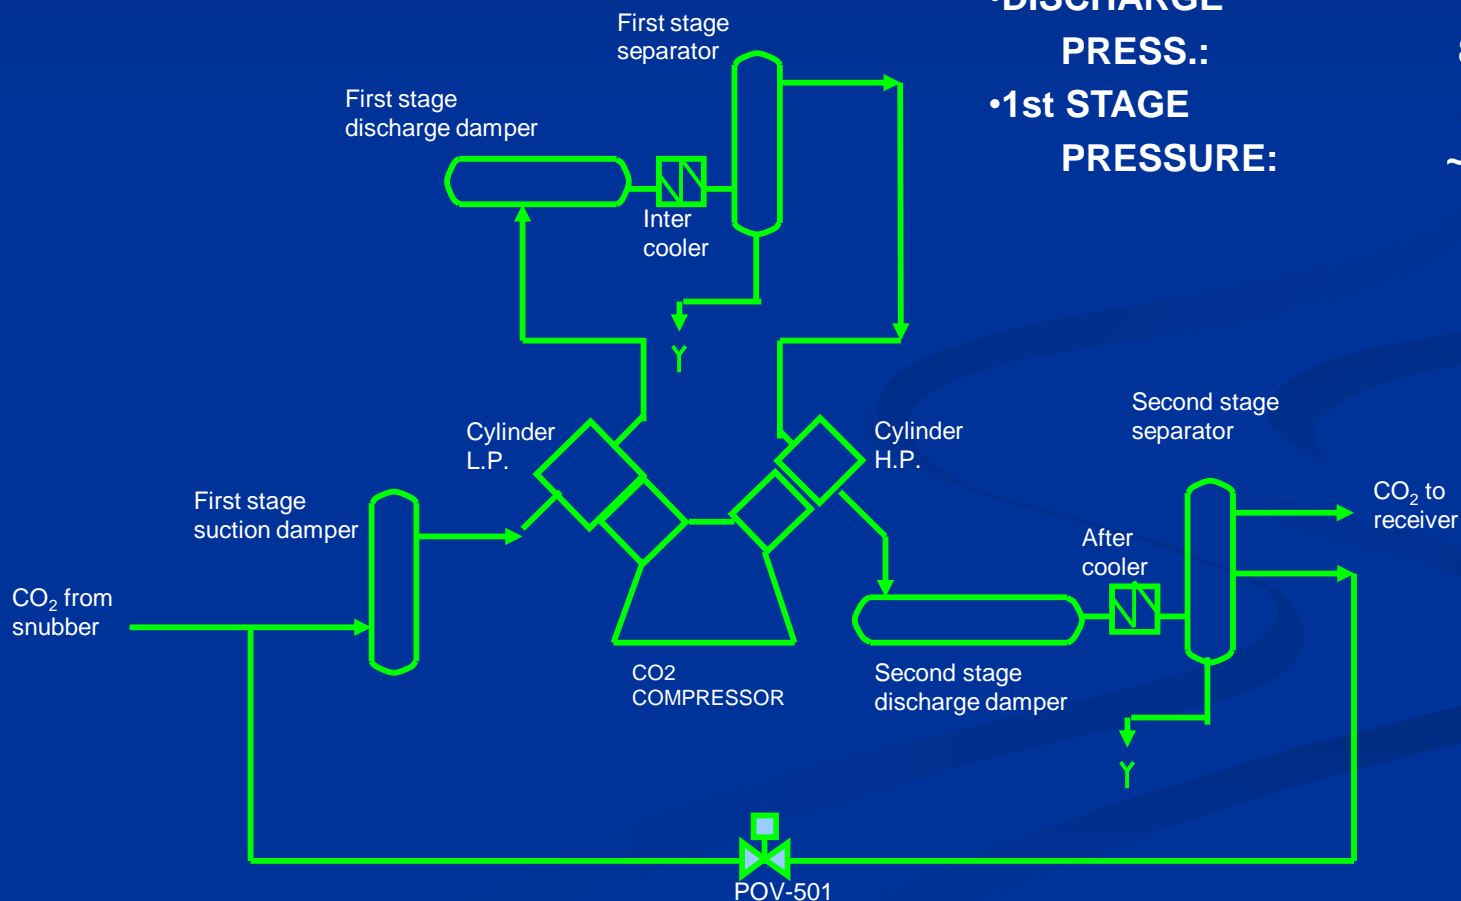 •DISCHARGE
PRESS.:
•1st STAGE
PRESSURE:
~
First stage
separator
First stage
discharge damper
Inter
cooler
Y
Cylinder
L.P.
Cylinder
H.P.
Second stage
separator
First stage
suction damper
CO₂ to
receiver
After
cooler
CO₂ from
snubber
CO2
COMPRESSOR
Second stage
discharge damper
Y
POV-501